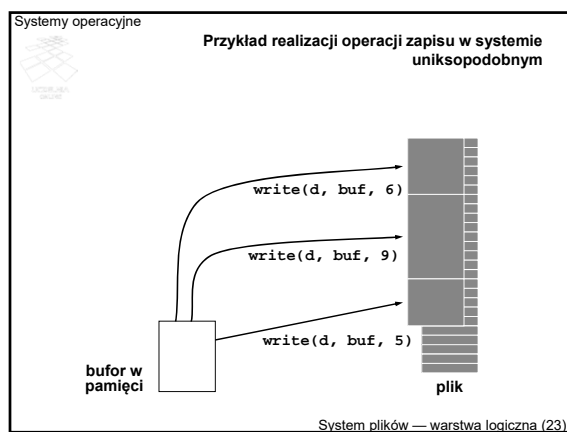 Systemy operacyjne
Przykład realizacji operacji zapisu w systemie
uniksopodobnym
write(d, buf, 6)
write(d, buf, 9)
write(d, buf, 5)
bufor w
pamięci
plik
System plików — warstwa logiczna (23)